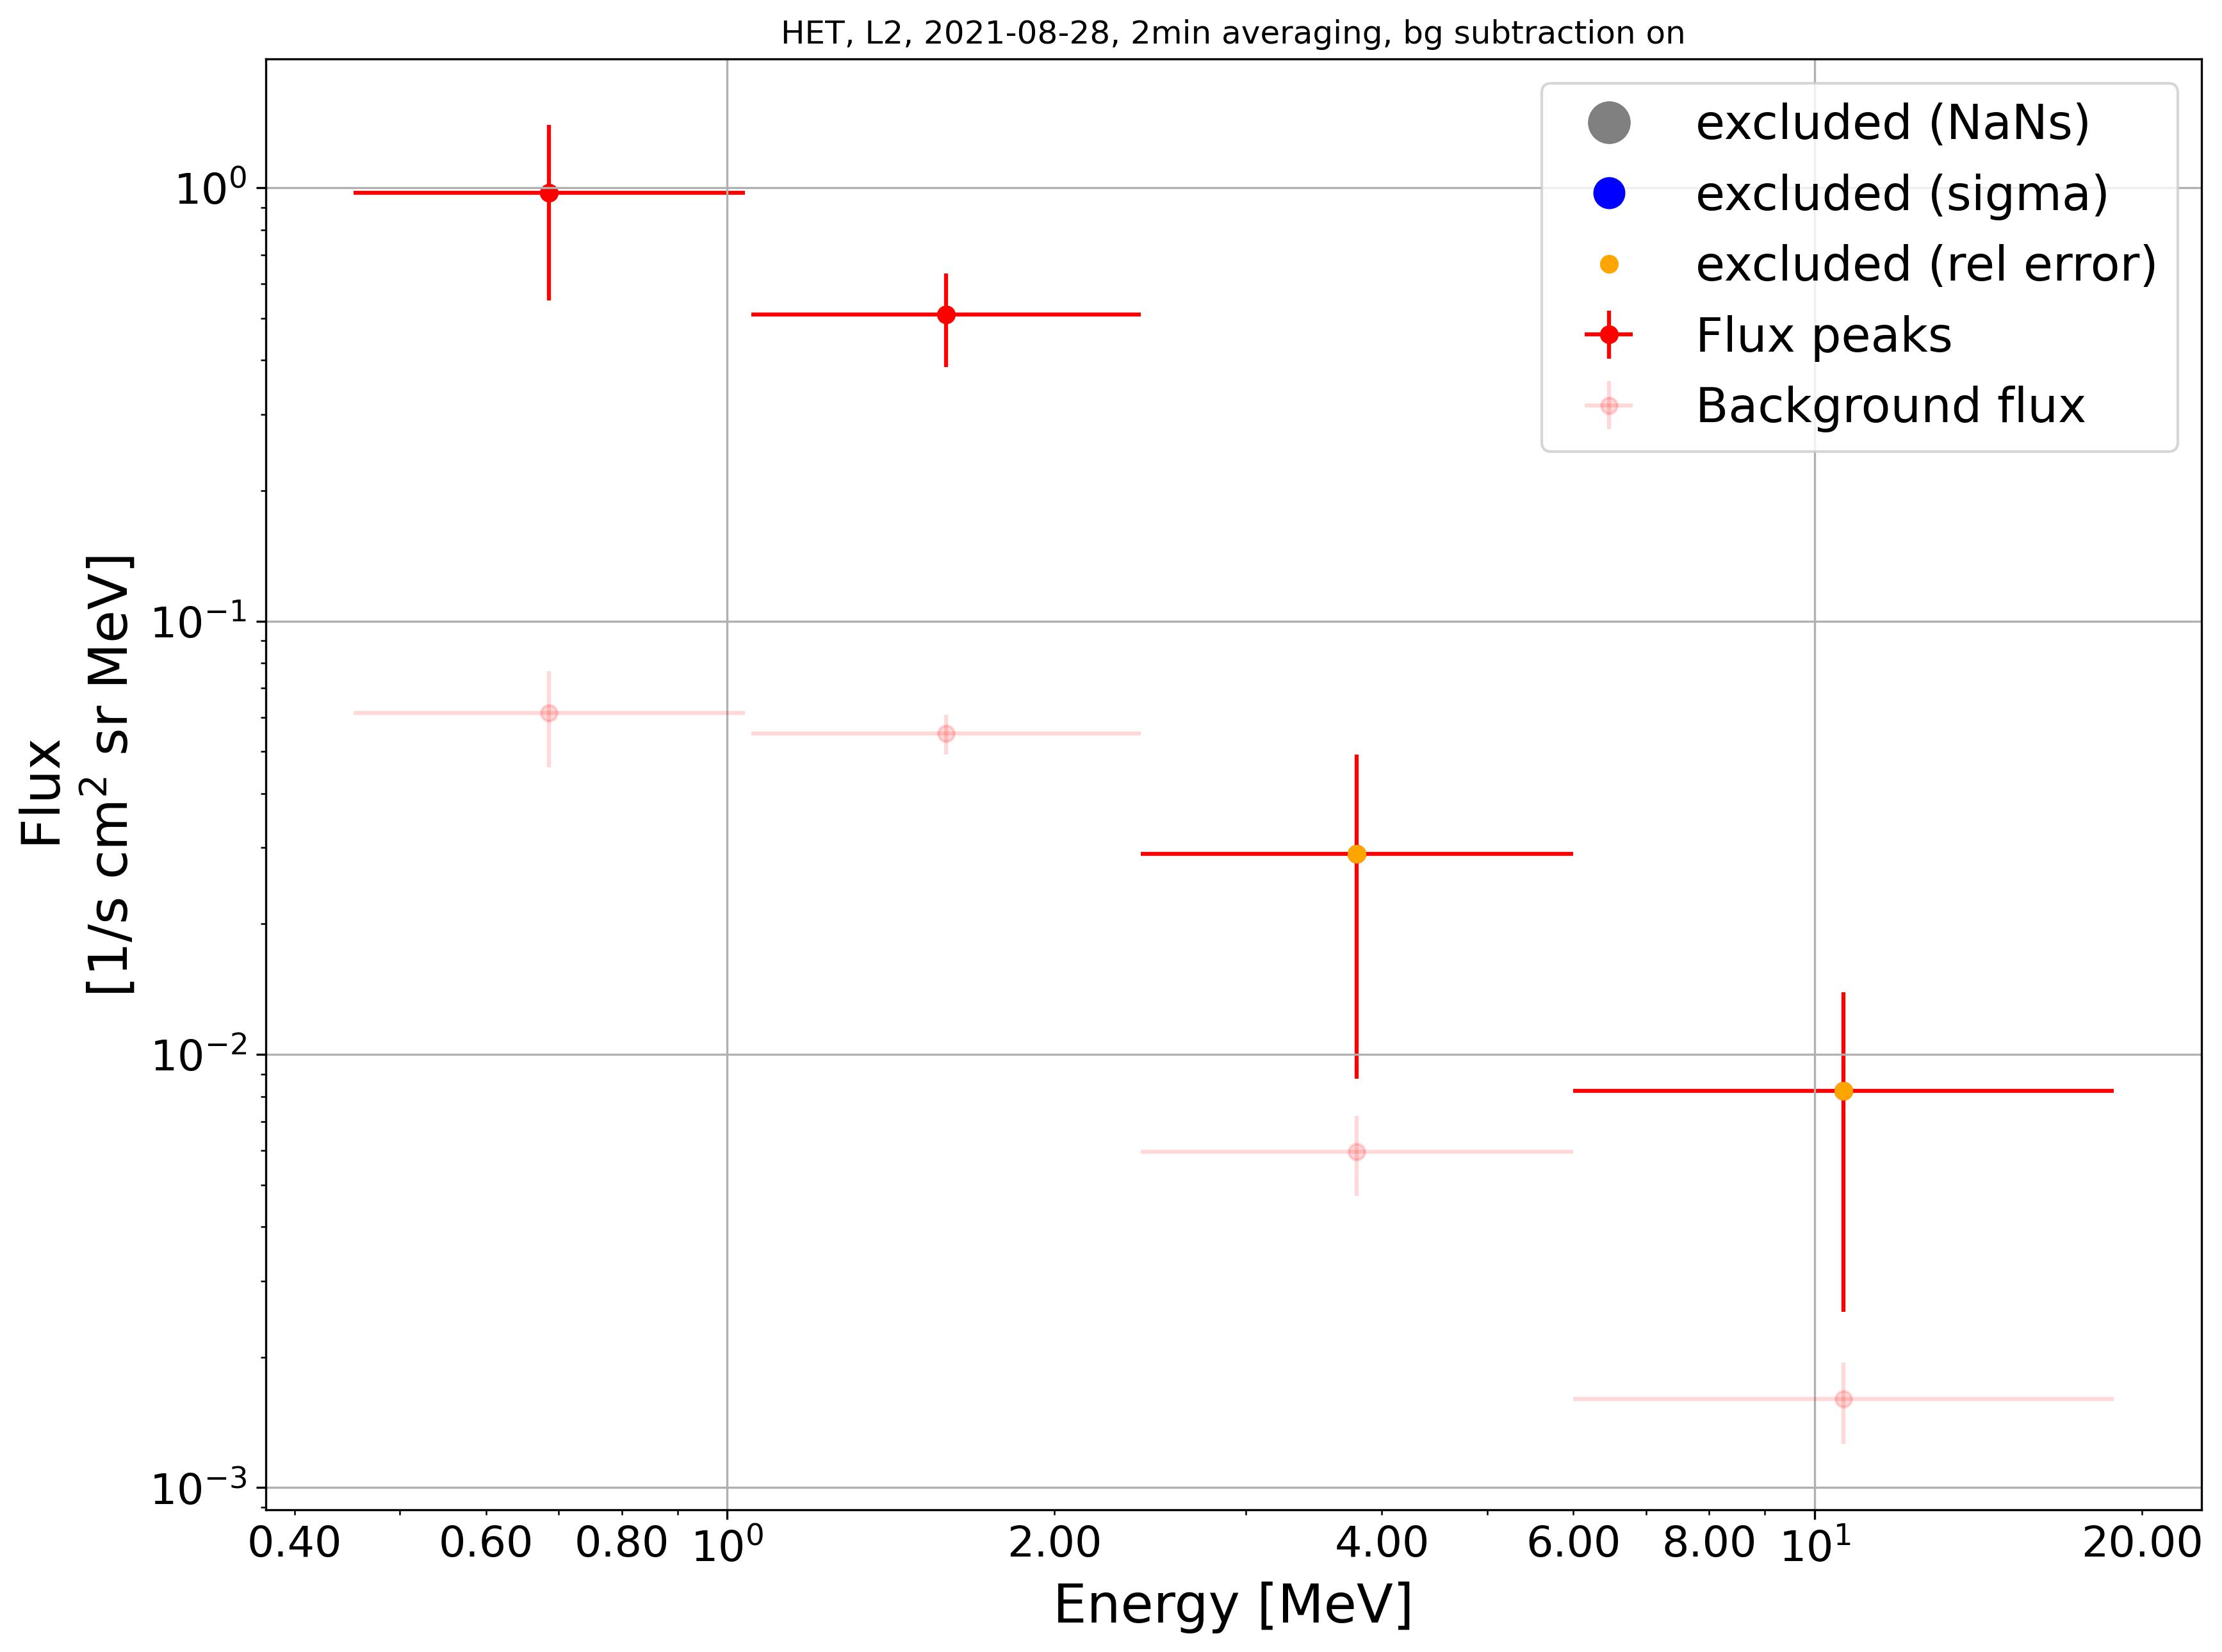 HET, L2, 2021-08-28, 2min averaging, bg subtraction on
excluded (NaNs)
excluded (sigma)
excluded (rel error)
Flux peaks
Background flux
Flux
[1/s cm² sr MeV]
10⁰
10⁻¹
10⁻²
10⁻³
0.40 0.60 0.80 10⁰ 2.00 4.00 6.00 8.00 10¹ 20.00
Energy [MeV]